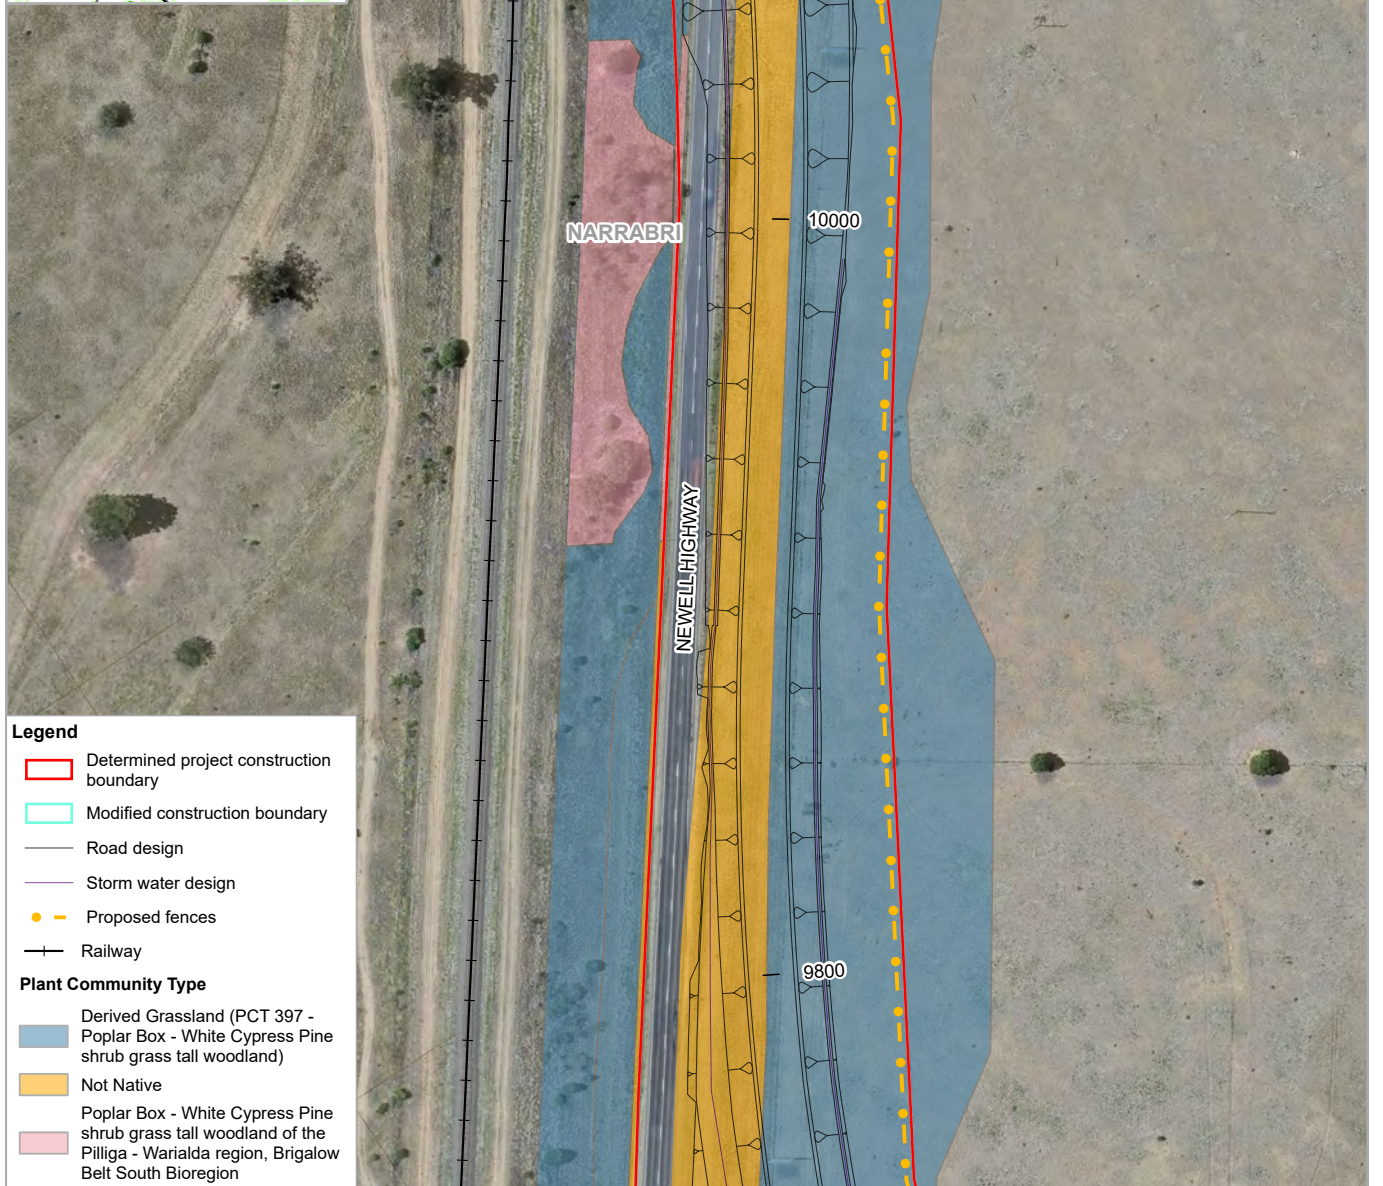 10000
NARRABRI
NEWELL HIGHWAY
9800
Legend
Determined project construction
boundary
Modified construction boundary
Road design
Storm water design
Proposed fences
Railway
Plant Community Type
Derived Grassland (PCT 397 -
Poplar Box - White Cypress Pine
shrub grass tall woodland)
Not Native
Poplar Box - White Cypress Pine
shrub grass tall woodland of the
Pilliga - Warialda region, Brigalow
Belt South Bioregion